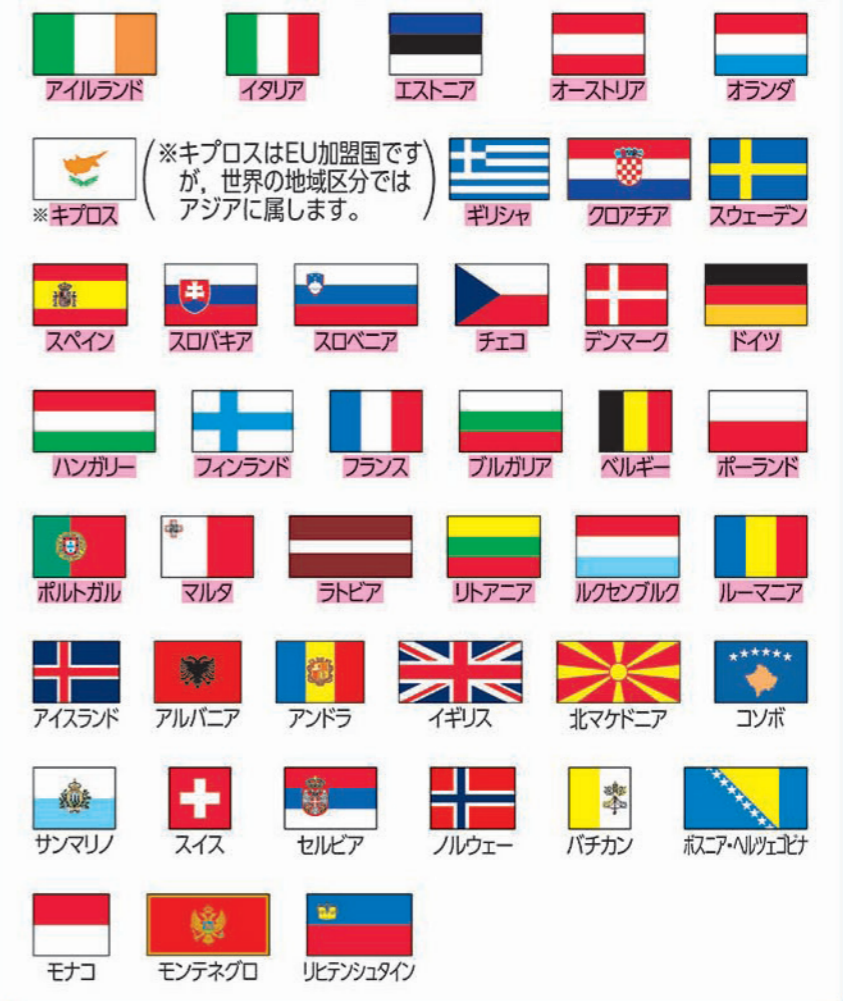 アイルランド
イタリア
エストニア
オーストリア
オランダ
※キプロス
(※キプロスはEU加盟国です
が，世界の地域区分では
アジアに属します。)
ギリシャ
クロアチア
スウェーデン
スペイン
スロバキア
スロベニア
チェコ
デンマーク
ドイツ
ハンガリー
フィンランド
フランス
ブルガリア
ベルギー
ポーランド
ポルトガル
マルタ
ラトビア
リトアニア
ルクセンブルク
ルーマニア
アイスランド
アルバニア
アンドラ
イギリス
北マケドニア
コソボ
サンマリノ
スイス
セルビア
ノルウェー
バチカン
ボスニア・ヘルツェゴビナ
モナコ
モンテネグロ
リヒテンシュタイン